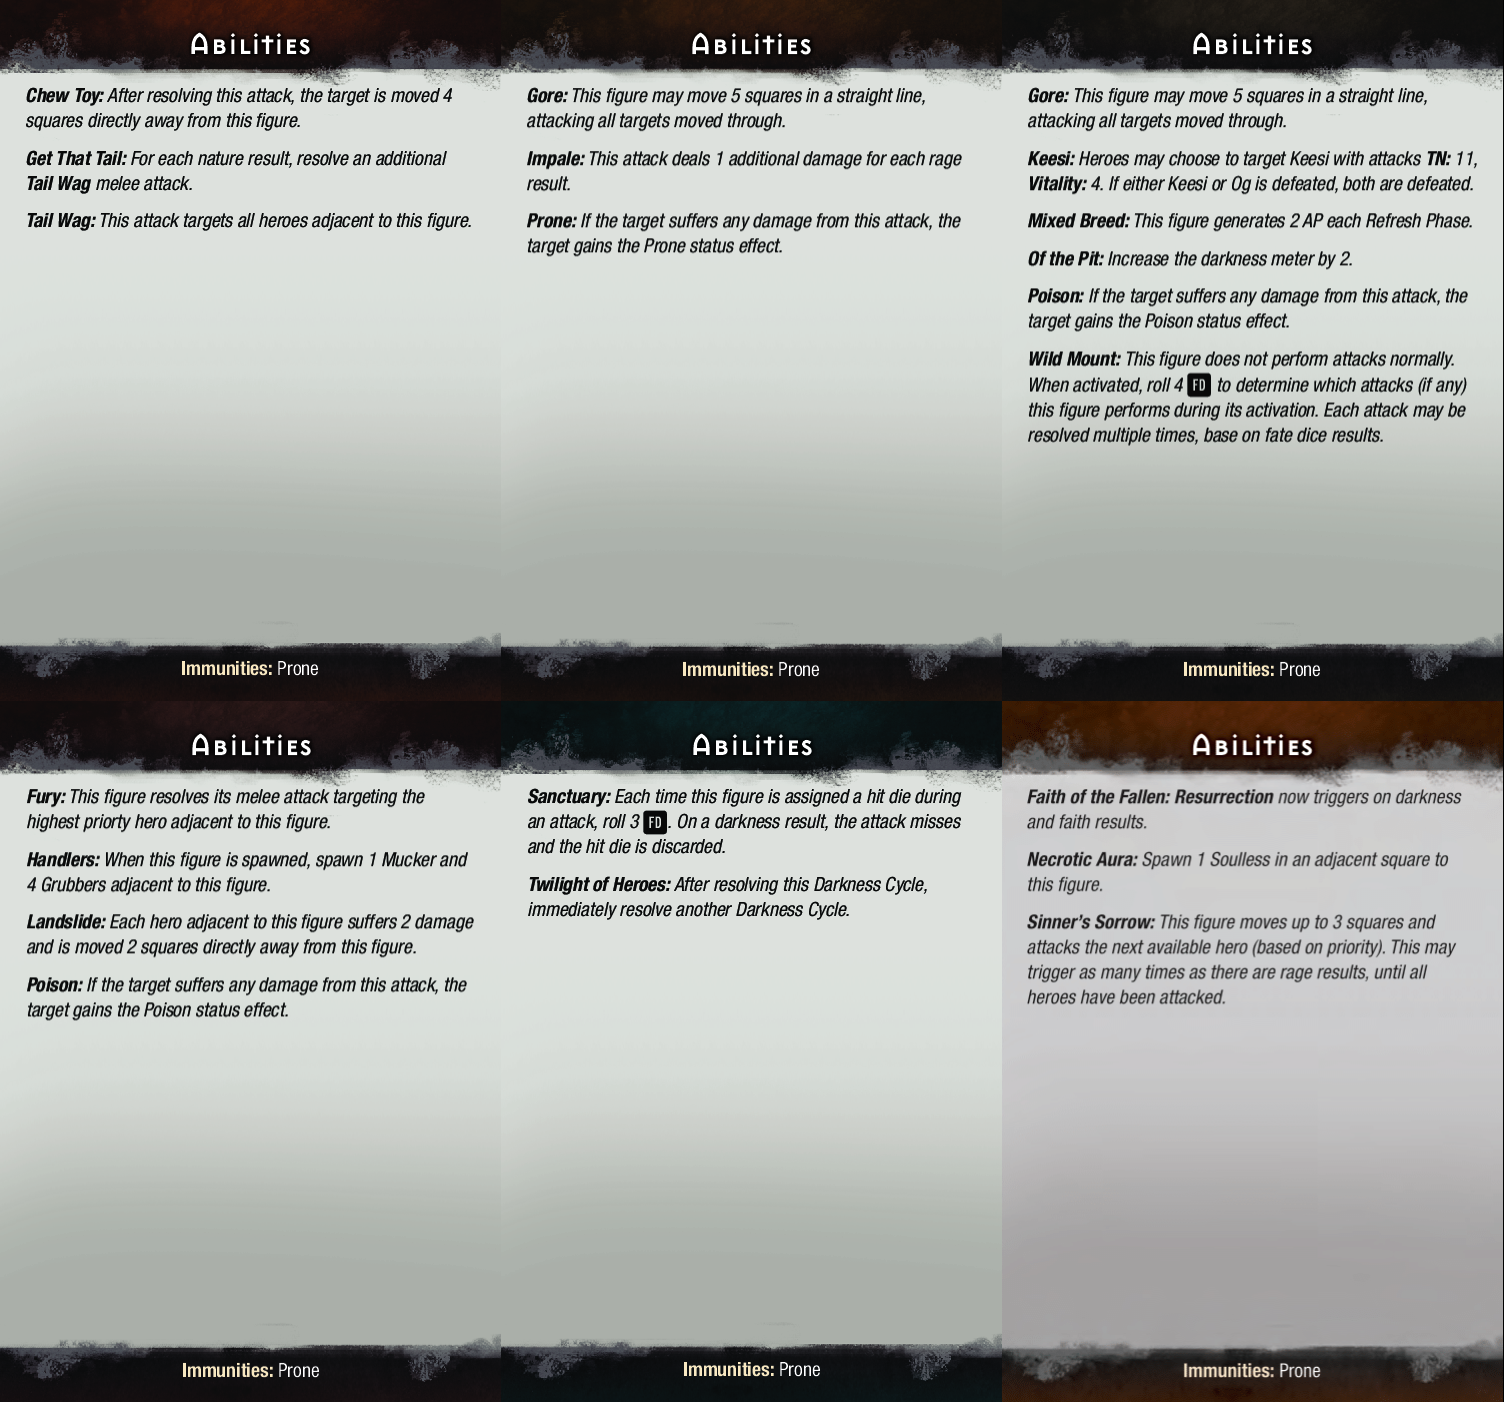 Abilities
Chew Toy: After resolving this attack, the target is moved 4
squares directly away from this figure.
Get That Tail: For each nature result, resolve an additional
Tail Wag melee attack.
Tail Wag: This attack targets all heroes adjacent to this figure.
Immunities: Prone
Abilities
Gore: This figure may move 5 squares in a straight line,
attacking all targets moved through.
Impale: This attack deals 1 additional damage for each rage
result.
Prone: If the target suffers any damage from this attack, the
target gains the Prone status effect.
Immunities: Prone
Abilities
Gore: This figure may move 5 squares in a straight line,
attacking all targets moved through.
Keesi: Heroes may choose to target Keesi with attacks TN: 11,
Vitality: 4. If either Keesi or Og is defeated, both are defeated.
Mixed Breed: This figure generates 2 AP each Refresh Phase.
Of the Pit: Increase the darkness meter by 2.
Poison: If the target suffers any damage from this attack, the
target gains the Poison status effect.
Wild Mount: This figure does not perform attacks normally.
When activated, roll 4 FD to determine which attacks (if any)
this figure performs during its activation. Each attack may be
resolved multiple times, base on fate dice results.
Immunities: Prone
Abilities
Fury: This figure resolves its melee attack targeting the
highest priorty hero adjacent to this figure.
Handlers: When this figure is spawned, spawn 1 Mucker and
4 Grubbers adjacent to this figure.
Landslide: Each hero adjacent to this figure suffers 2 damage
and is moved 2 squares directly away from this figure.
Poison: If the target suffers any damage from this attack, the
target gains the Poison status effect.
Immunities: Prone
Abilities
Sanctuary: Each time this figure is assigned a hit die during
an attack, roll 3 FD. On a darkness result, the attack misses
and the hit die is discarded.
Twilight of Heroes: After resolving this Darkness Cycle,
immediately resolve another Darkness Cycle.
Immunities: Prone
Abilities
Faith of the Fallen: Resurrection now triggers on darkness
and faith results.
Necrotic Aura: Spawn 1 Soulless in an adjacent square to
this figure.
Sinner's Sorrow: This figure moves up to 3 squares and
attacks the next available hero (based on priority). This may
trigger as many times as there are rage results, until all
heroes have been attacked.
Immunities: Prone